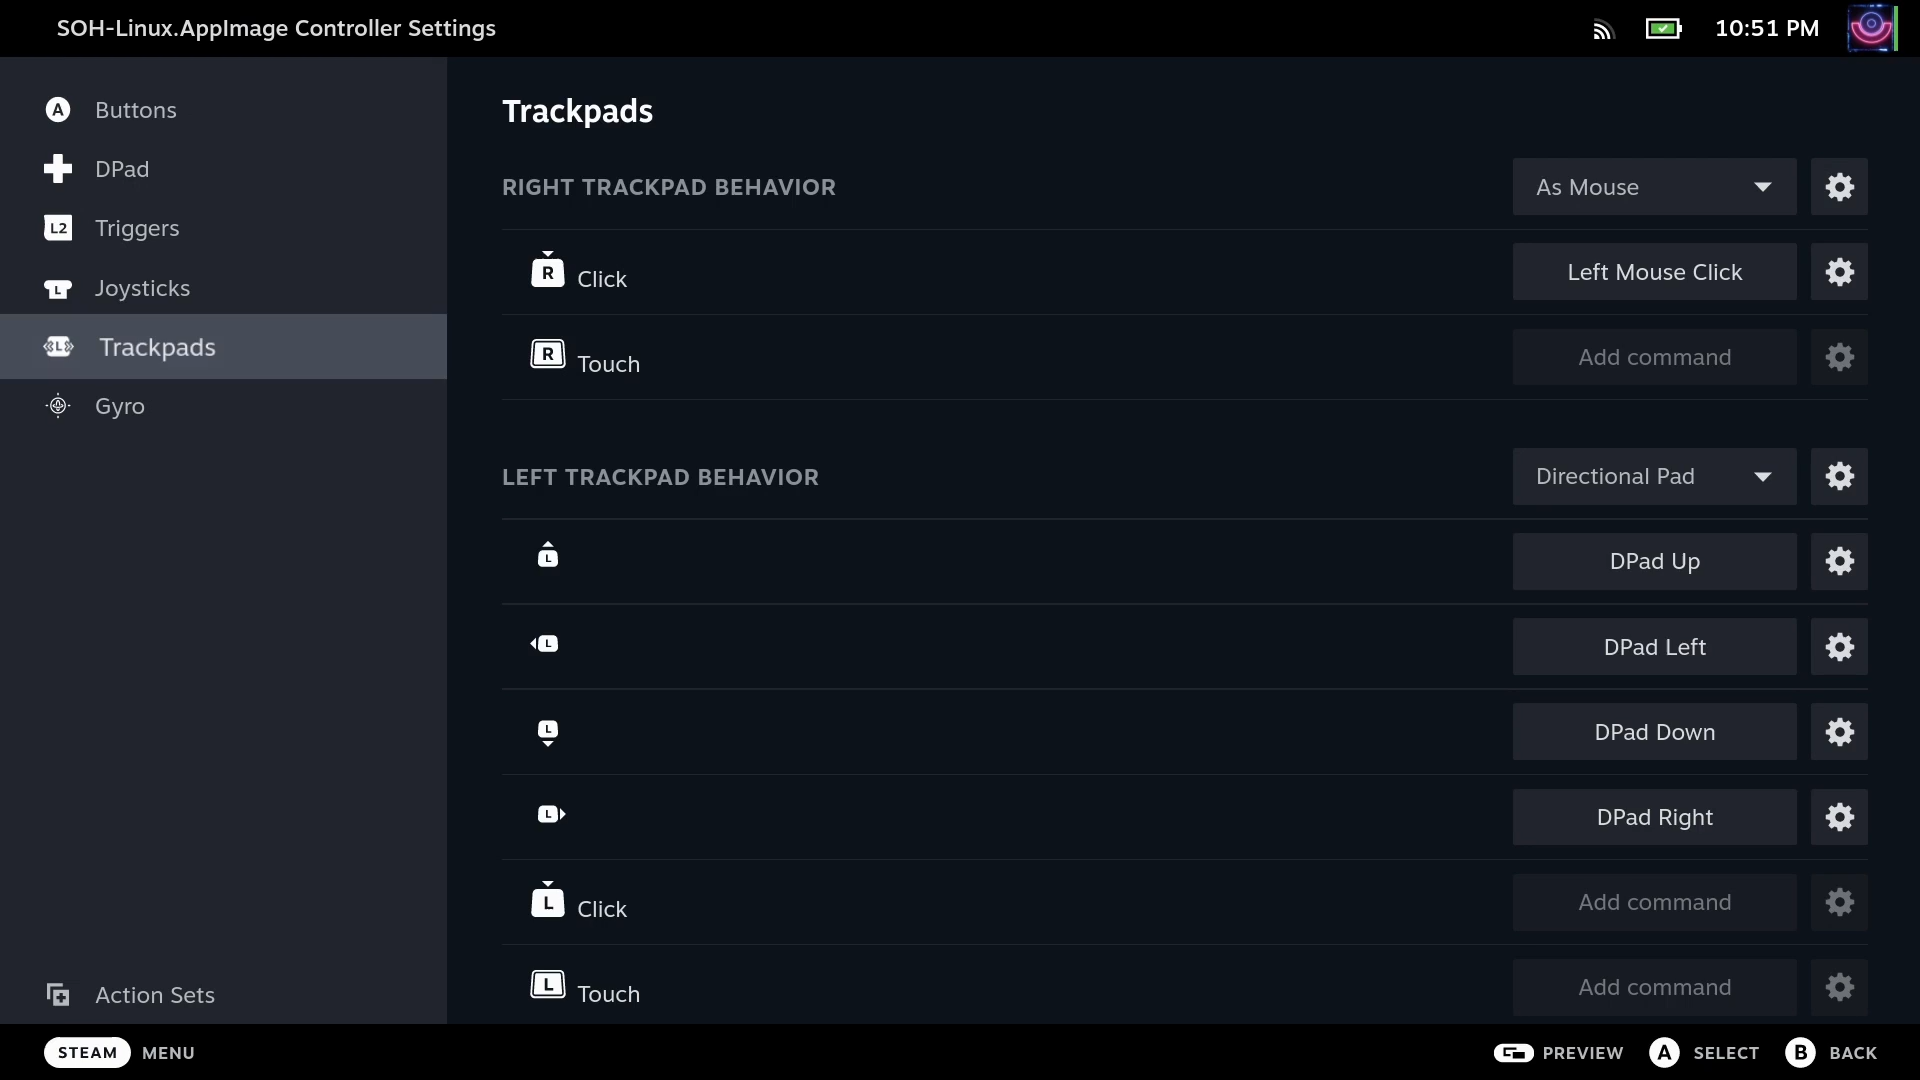 SOH-Linux.AppImage Controller Settings
10:51 PM
A Buttons
DPad
L2 Triggers
L Joysticks
L Trackpads
Gyro
Action Sets
Trackpads
RIGHT TRACKPAD BEHAVIOR As Mouse
R Click Left Mouse Click
R Touch Add command
LEFT TRACKPAD BEHAVIOR Directional Pad
L DPad Up
L DPad Left
L DPad Down
L DPad Right
L Click Add command
L Touch Add command
STEAM MENU
PREVIEW A SELECT B BACK